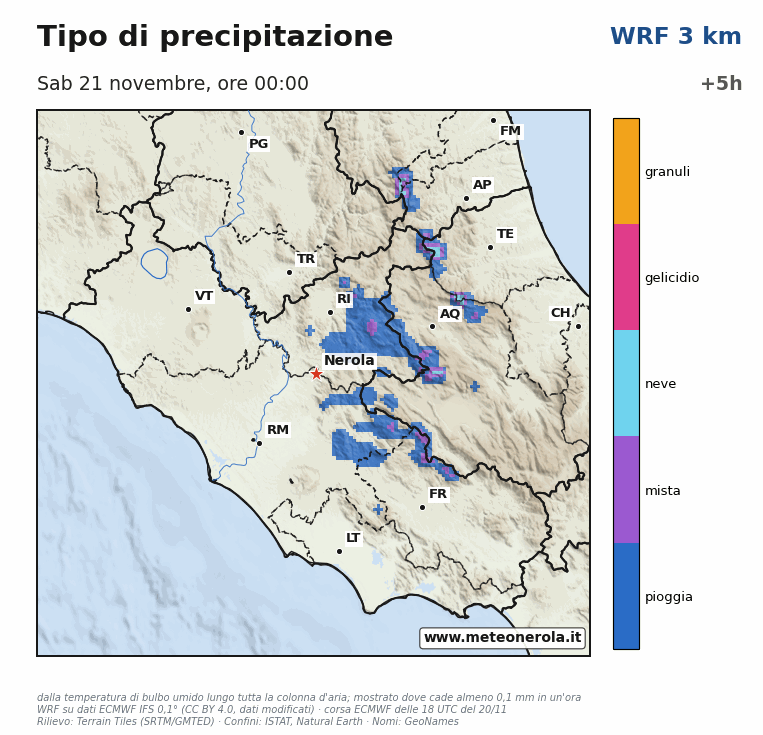 Tipo di precipitazione
WRF 3 km
Sab 21 novembre, ore 00:00
+5h
FM
PG
AP
TE
TR
VT
RI
AQ
CH
Nerola
RM
FR
LT
www.meteonerola.it
granuli
gelicidio
neve
mista
pioggia
dalla temperatura di bulbo umido lungo tutta la colonna d'aria; mostrato dove cade almeno 0,1 mm in un'ora
WRF su dati ECMWF IFS 0,1° (CC BY 4.0, dati modificati) · corsa ECMWF delle 18 UTC del 20/11
Rilievo: Terrain Tiles (SRTM/GMTED) · Confini: ISTAT, Natural Earth · Nomi: GeoNames